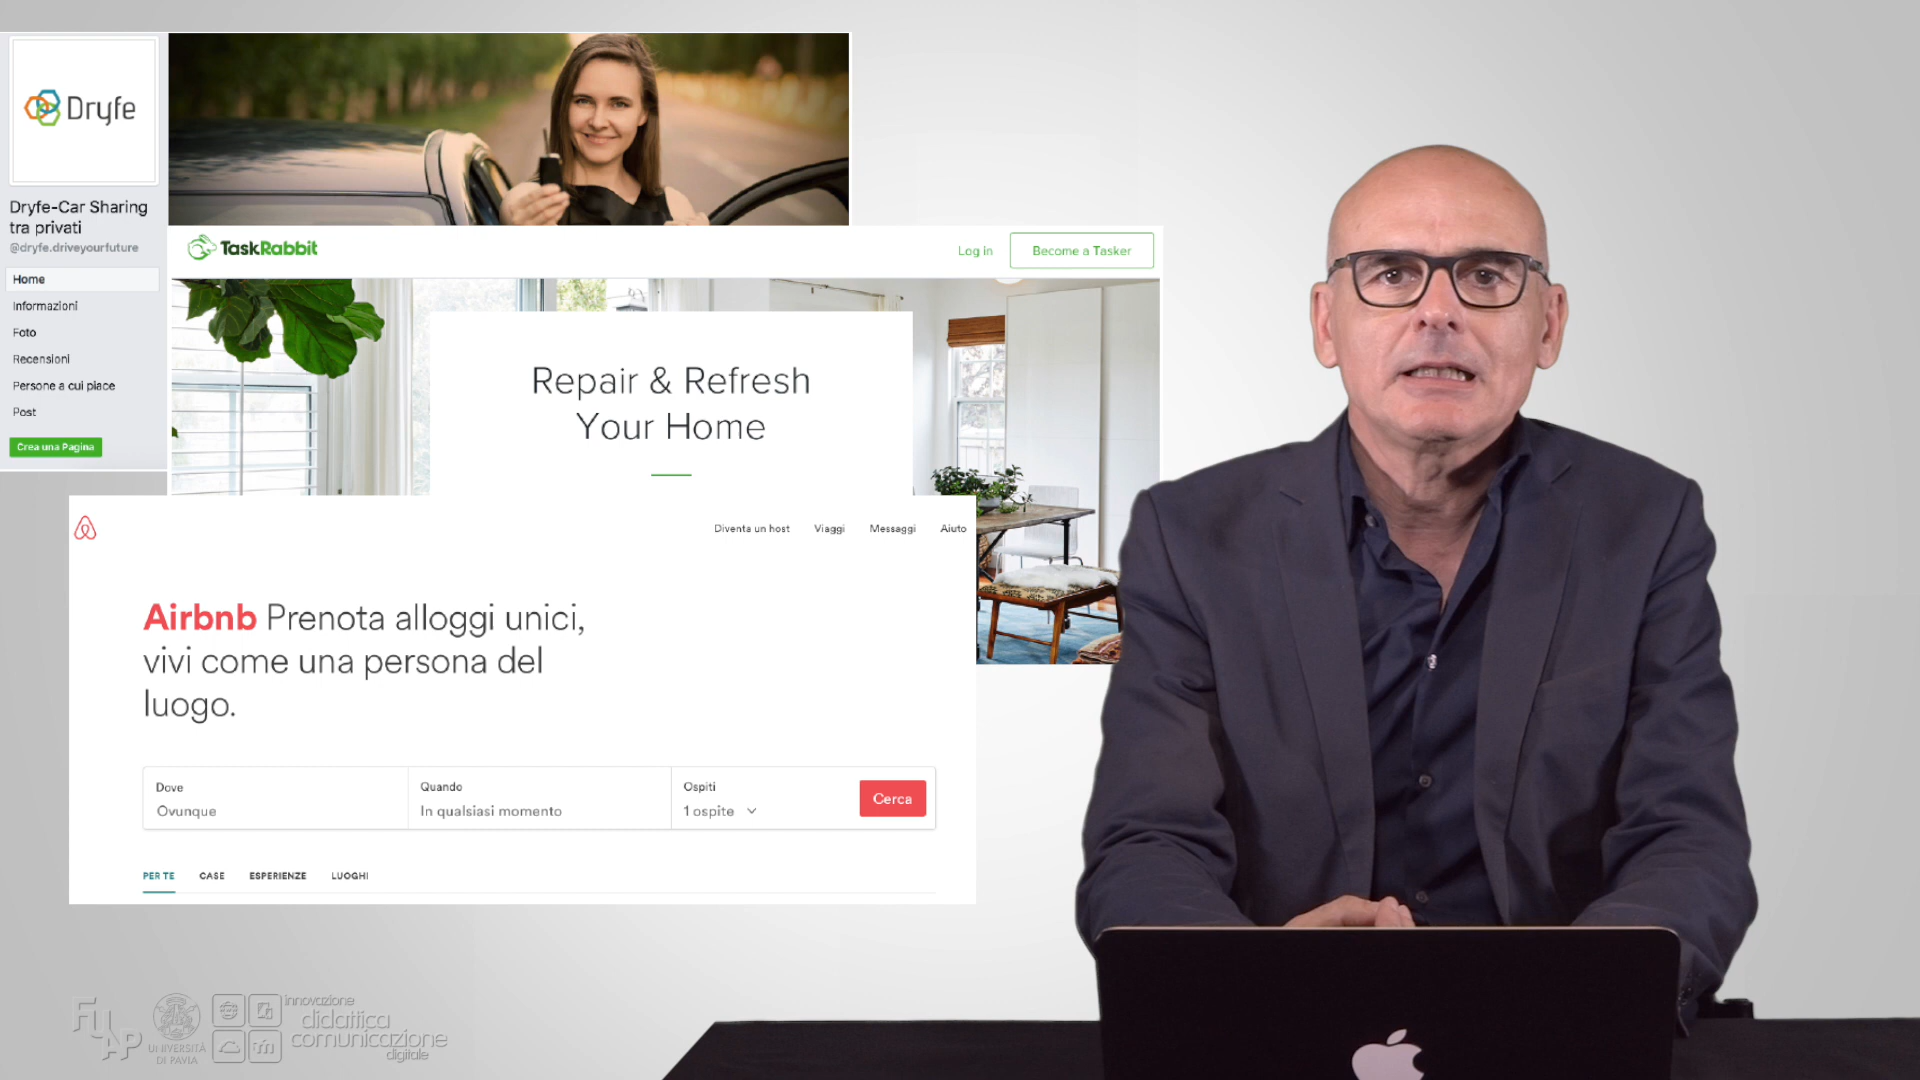 Dryfe
Dryfe-Car Sharing
tra privati
@dryfe.driveyourfuture
Home
Informazioni
Foto
Recensioni
Persone a cui piace
Post
Crea una Pagina
TaskRabbit
Log in
Become a Tasker
Repair & Refresh
Your Home
Diventa un host
Viaggi
Messaggi
Aiuto
Airbnb Prenota alloggi unici,
vivi come una persona del
luogo.
Dove
Ovunque
Quando
In qualsiasi momento
Ospiti
1 ospite
Cerca
PER TE
CASE
ESPERIENZE
LUOGHI
UNIVERSITÀ
DI PAVIA
innovazione
didattica
comunicazione
digitale